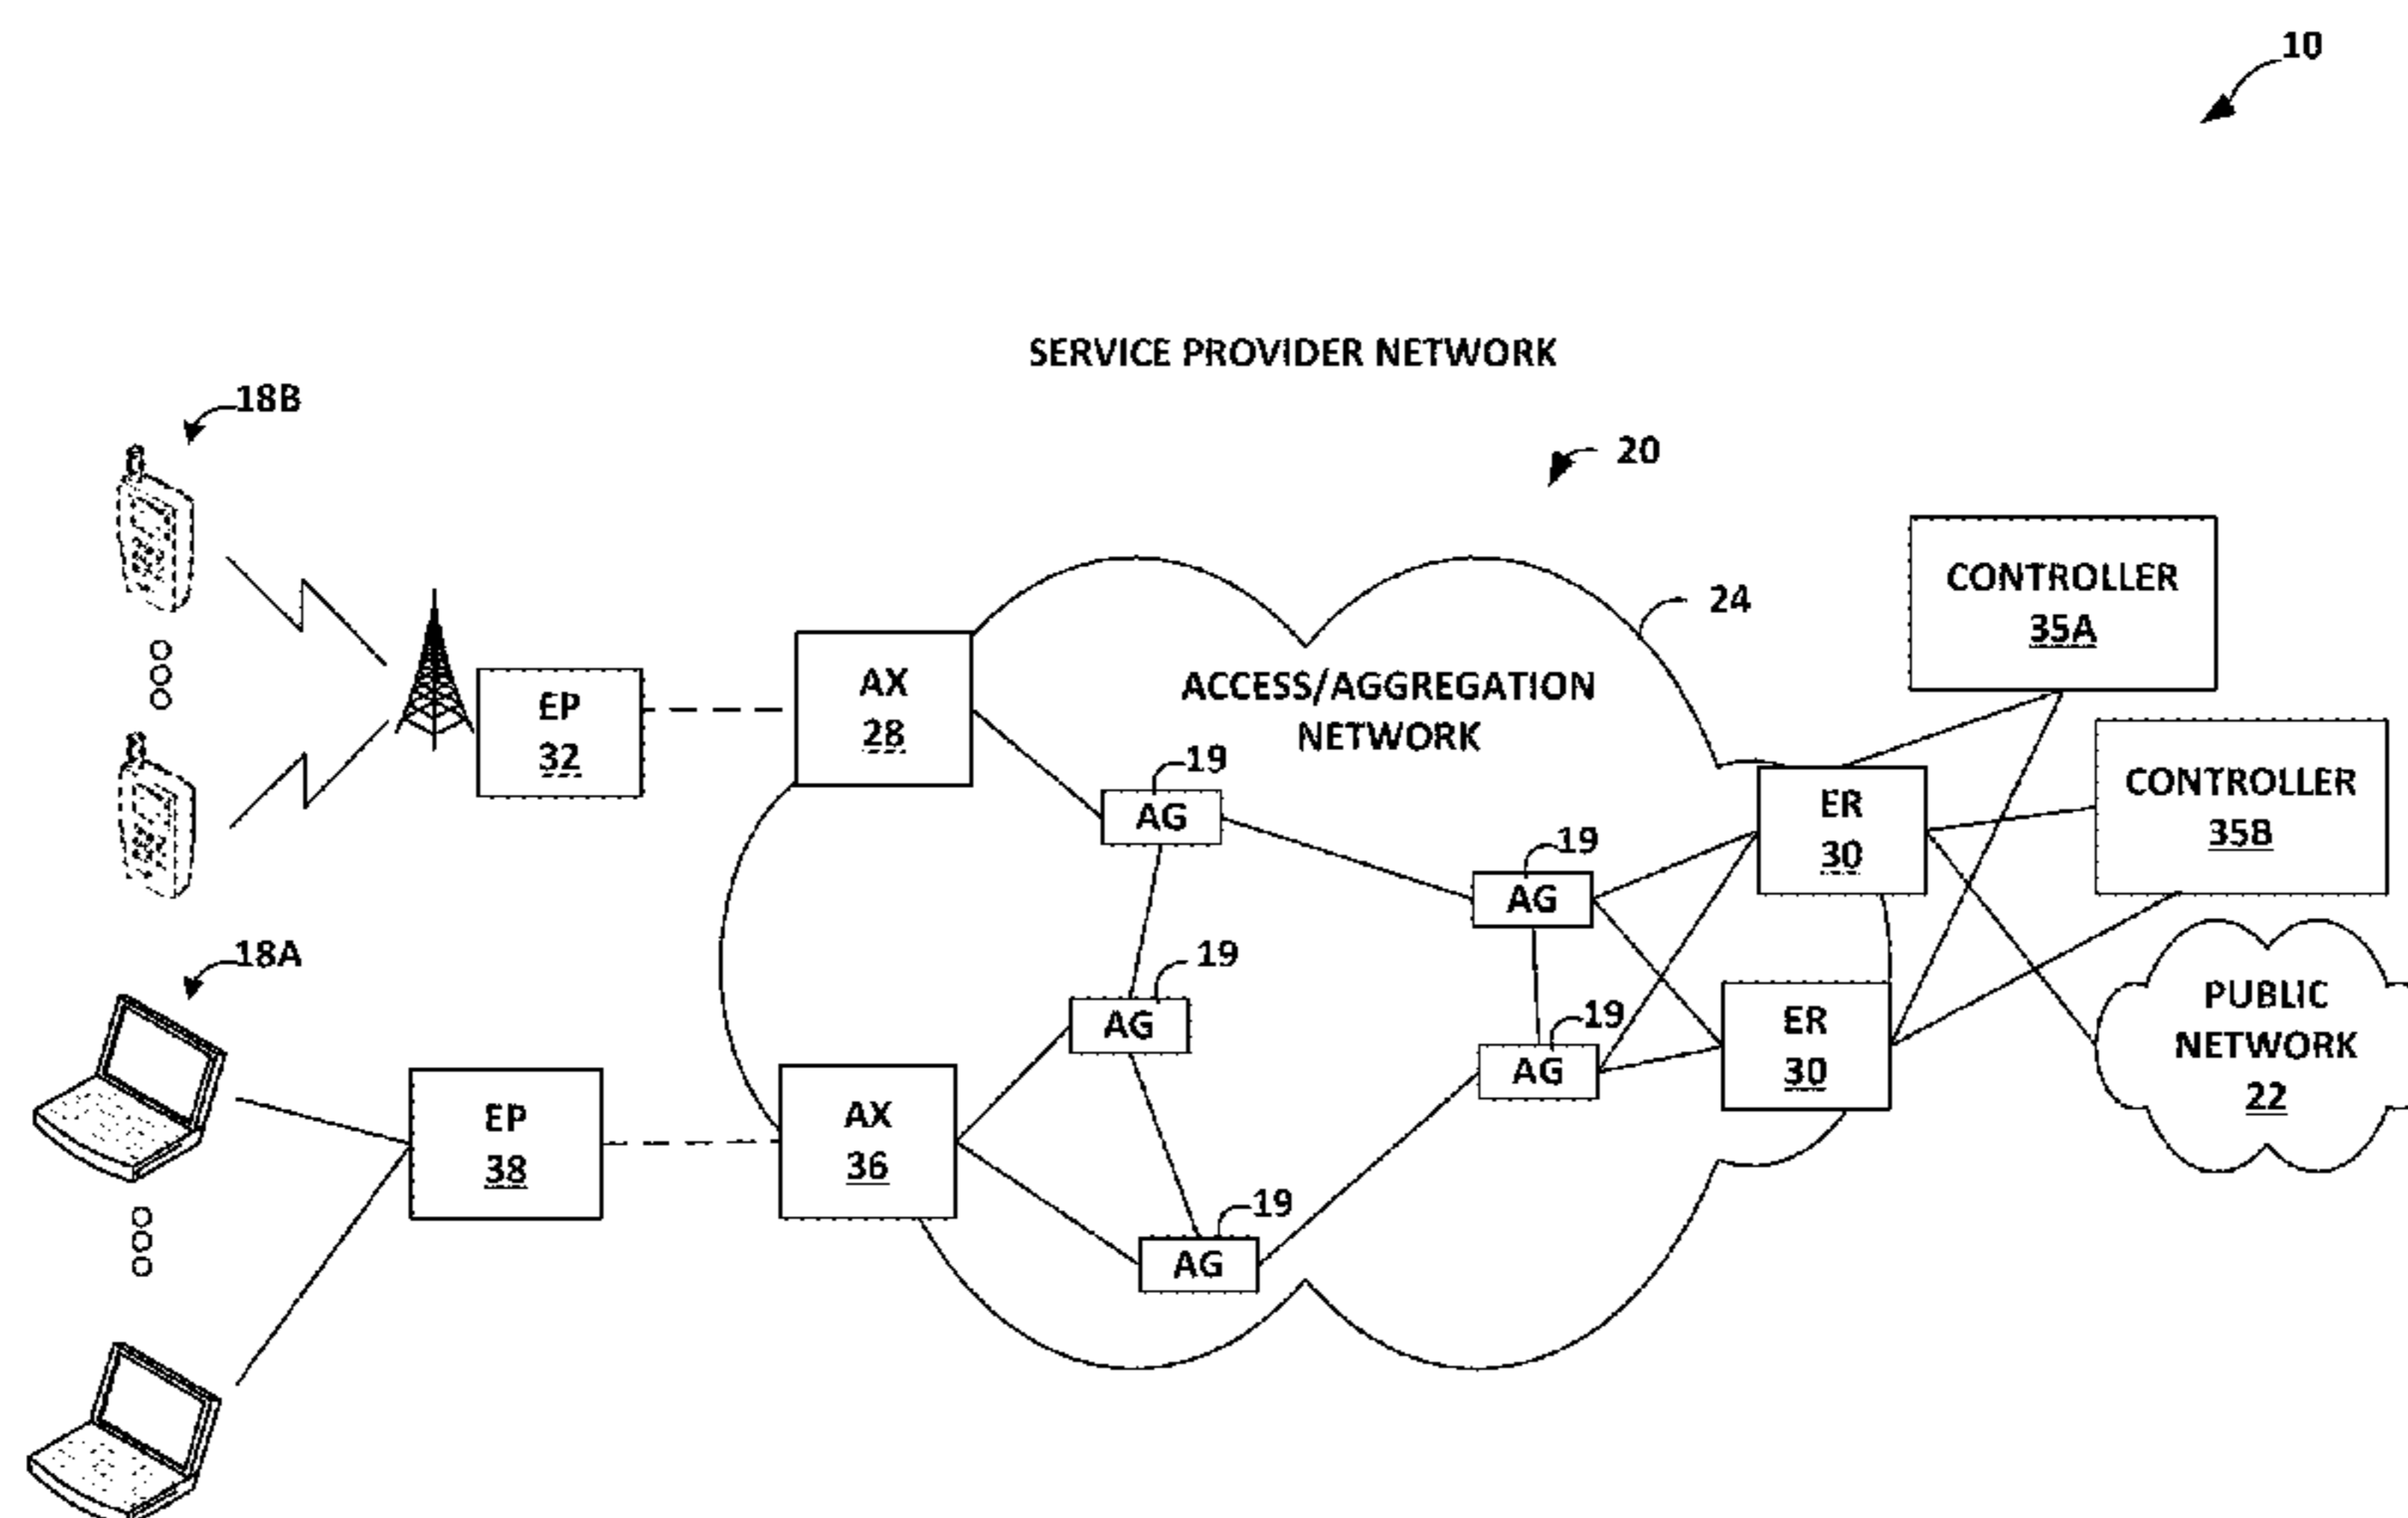 10
SERVICE PROVIDER NETWORK
18B
20
CONTROLLER
35A
24
AX
28
ACCESS/AGGREGATION
NETWORK
EP
32
19
AG
CONTROLLER
35B
ER
30
19
AG
18A
19
AG
PUBLIC
NETWORK
22
ER
30
19
AG
EP
38
AX
36
19
AG